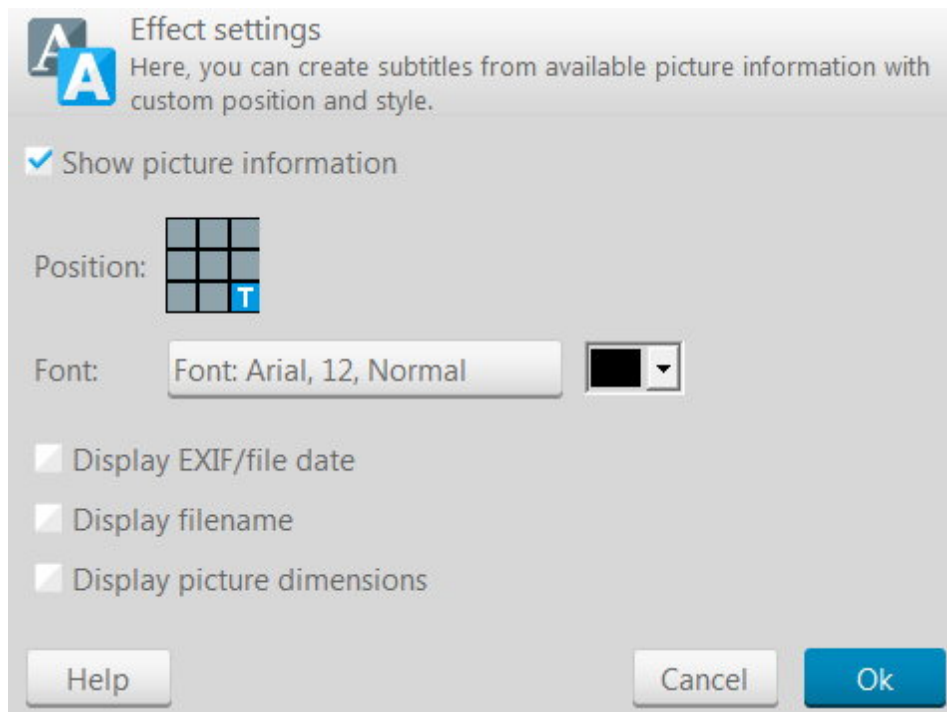 Effect settings
Here, you can create subtitles from available picture information with
custom position and style.
Show picture information
Position:
T
Font:
Font: Arial, 12, Normal
Display EXIF/file date
Display filename
Display picture dimensions
Help
Cancel
Ok